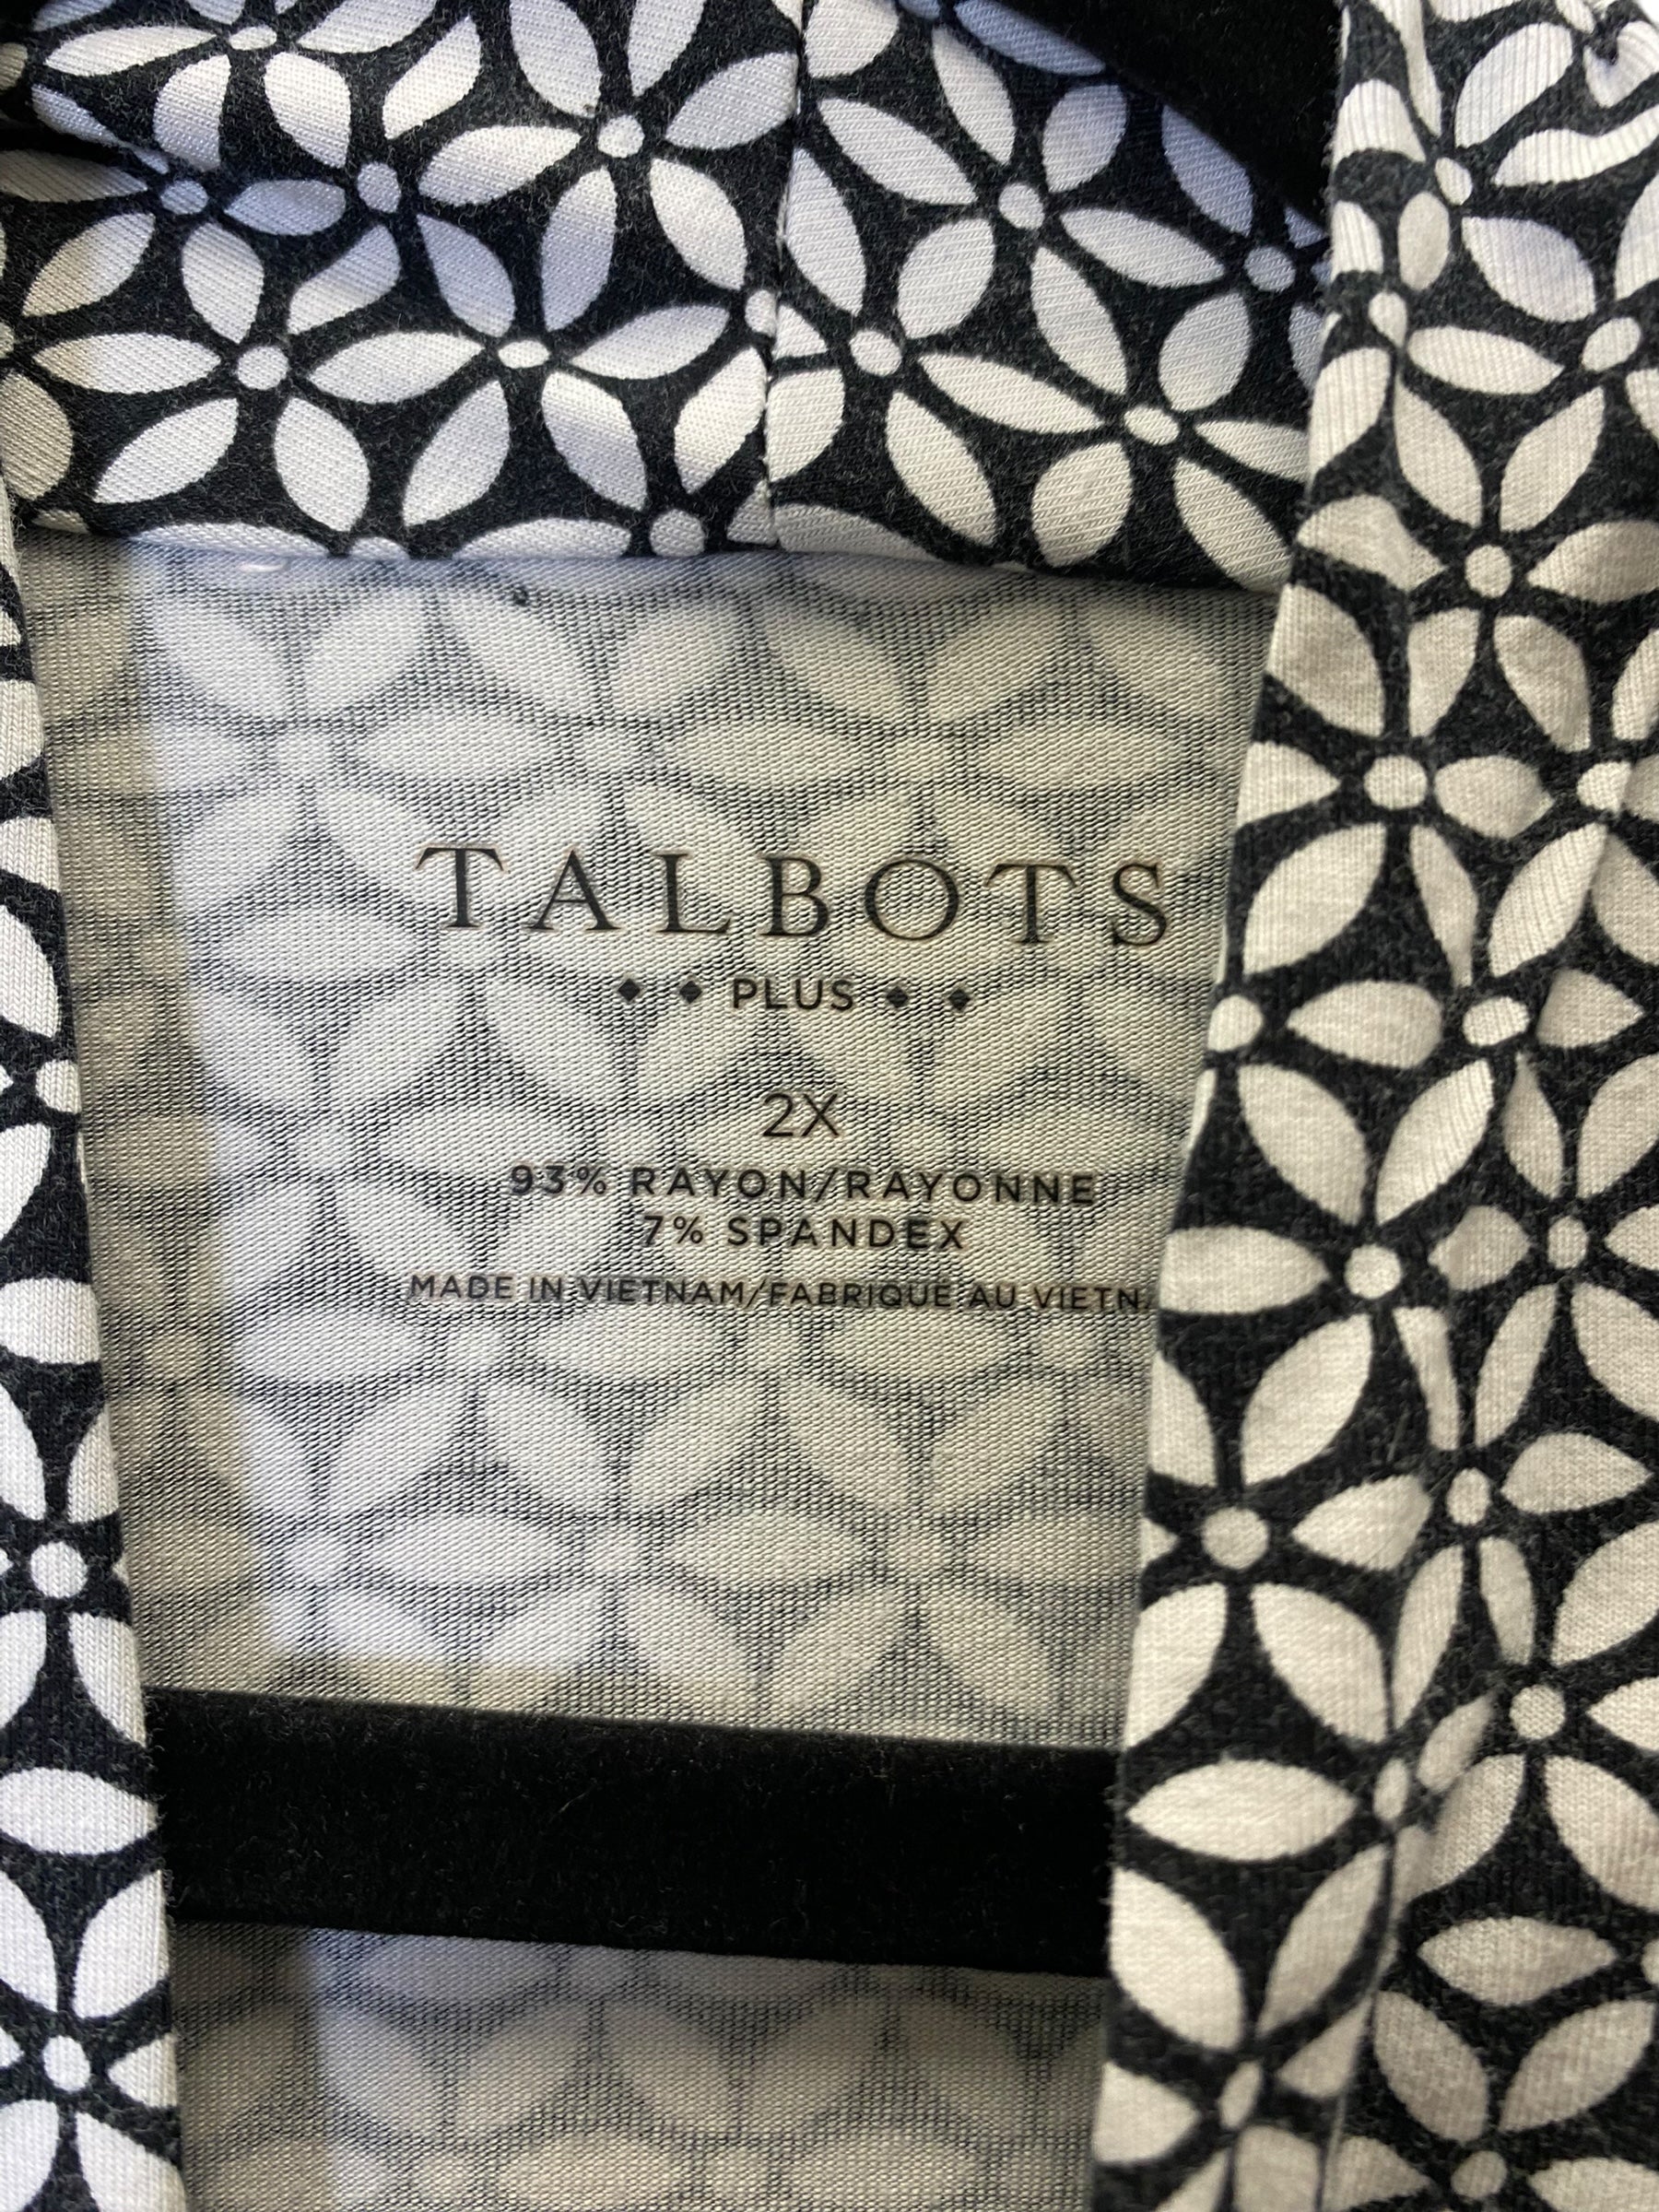 TALBOTS
♦ ♦ PLUS ♦ ♦
2X
93% RAYON/RAYONNE
7% SPANDEX
MADE IN VIETNAM/FABRIQUE AU VIETN